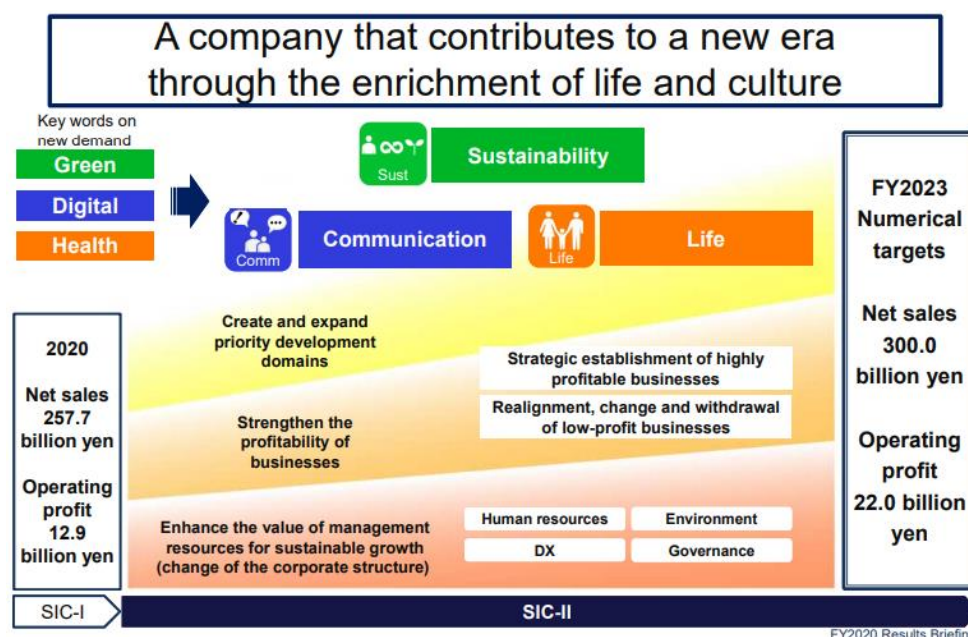 A company that contributes to a new era
through the enrichment of life and culture
Key words on
new demand
Green
Digital
Health
Sust
Sustainability
Comm
Communication
Life
Life
2020
Net sales
257.7
billion yen
Operating
profit
12.9
billion yen
Create and expand
priority development
domains
Strengthen the
profitability of
businesses
Strategic establishment of highly
profitable businesses
Realignment, change and withdrawal
of low-profit businesses
Enhance the value of management
resources for sustainable growth
(change of the corporate structure)
Human resources
Environment
DX
Governance
FY2023
Numerical
targets
Net sales
300.0
billion yen
Operating
profit
22.0 billion
yen
SIC-I
SIC-II
FY2020 Results Briefing